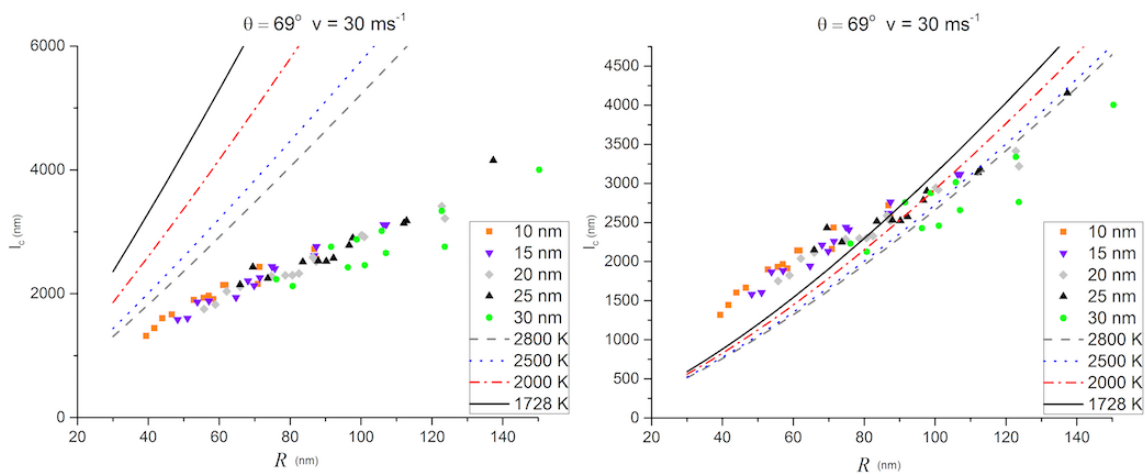 θ = 69° v = 30 ms⁻¹
6000
4000
2000
0
I_c (nm)
20 40 60 80 100 120 140
R (nm)
10 nm
15 nm
20 nm
25 nm
30 nm
2800 K
2500 K
2000 K
1728 K
θ = 69° v = 30 ms⁻¹
4500
4000
3500
3000
2500
2000
1500
1000
500
0
I_c (nm)
20 40 60 80 100 120 140
R (nm)
10 nm
15 nm
20 nm
25 nm
30 nm
2800 K
2500 K
2000 K
1728 K